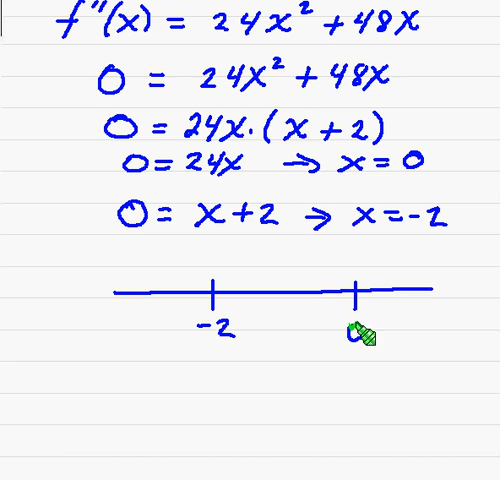 f''(x) = 24x² + 48x
0 = 24x² + 48x
0 = 24x·(x + 2)
0 = 24x → x = 0
0 = x + 2 → x = -2
-2 0